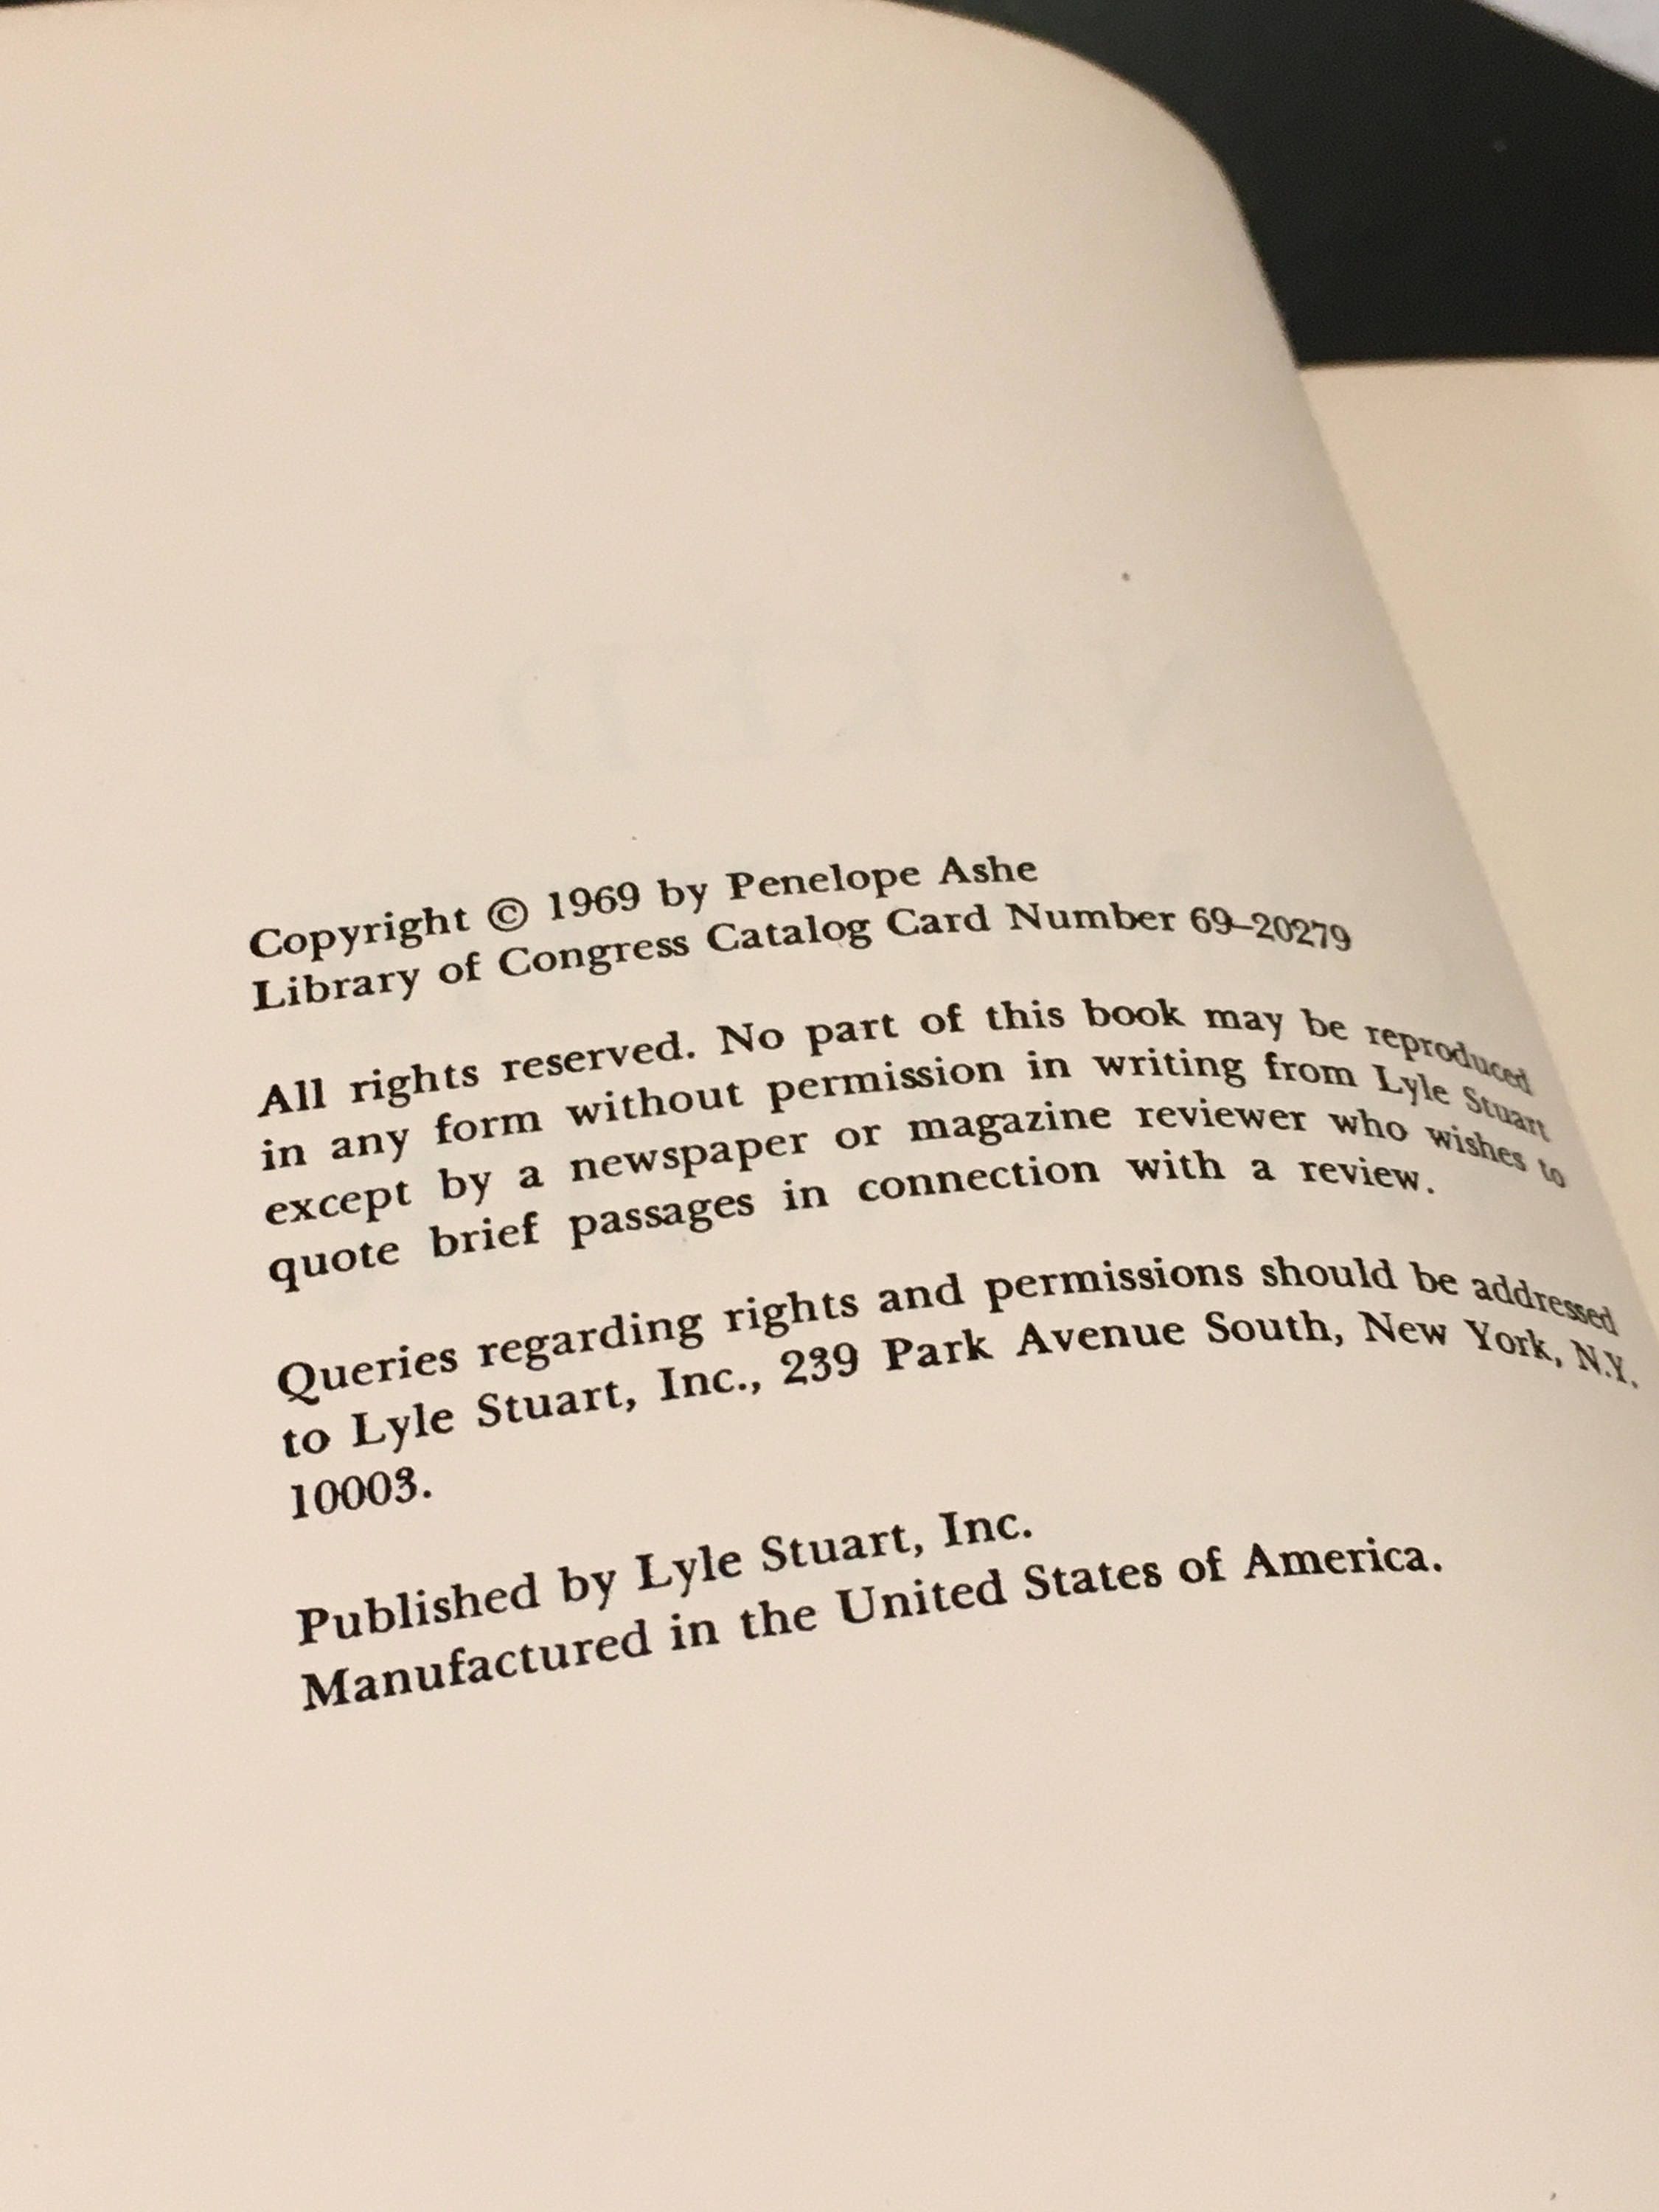 NAKED
Copyright © 1969 by Penelope Ashe
Library of Congress Catalog Card Number 69–20279
All rights reserved. No part of this book may be reproduced
in any form without permission in writing from Lyle Stuart
except by a newspaper or magazine reviewer who wishes to
quote brief passages in connection with a review.
Queries regarding rights and permissions should be addressed
to Lyle Stuart, Inc., 239 Park Avenue South, New York, N.Y.
10003.
Published by Lyle Stuart, Inc.
Manufactured in the United States of America.